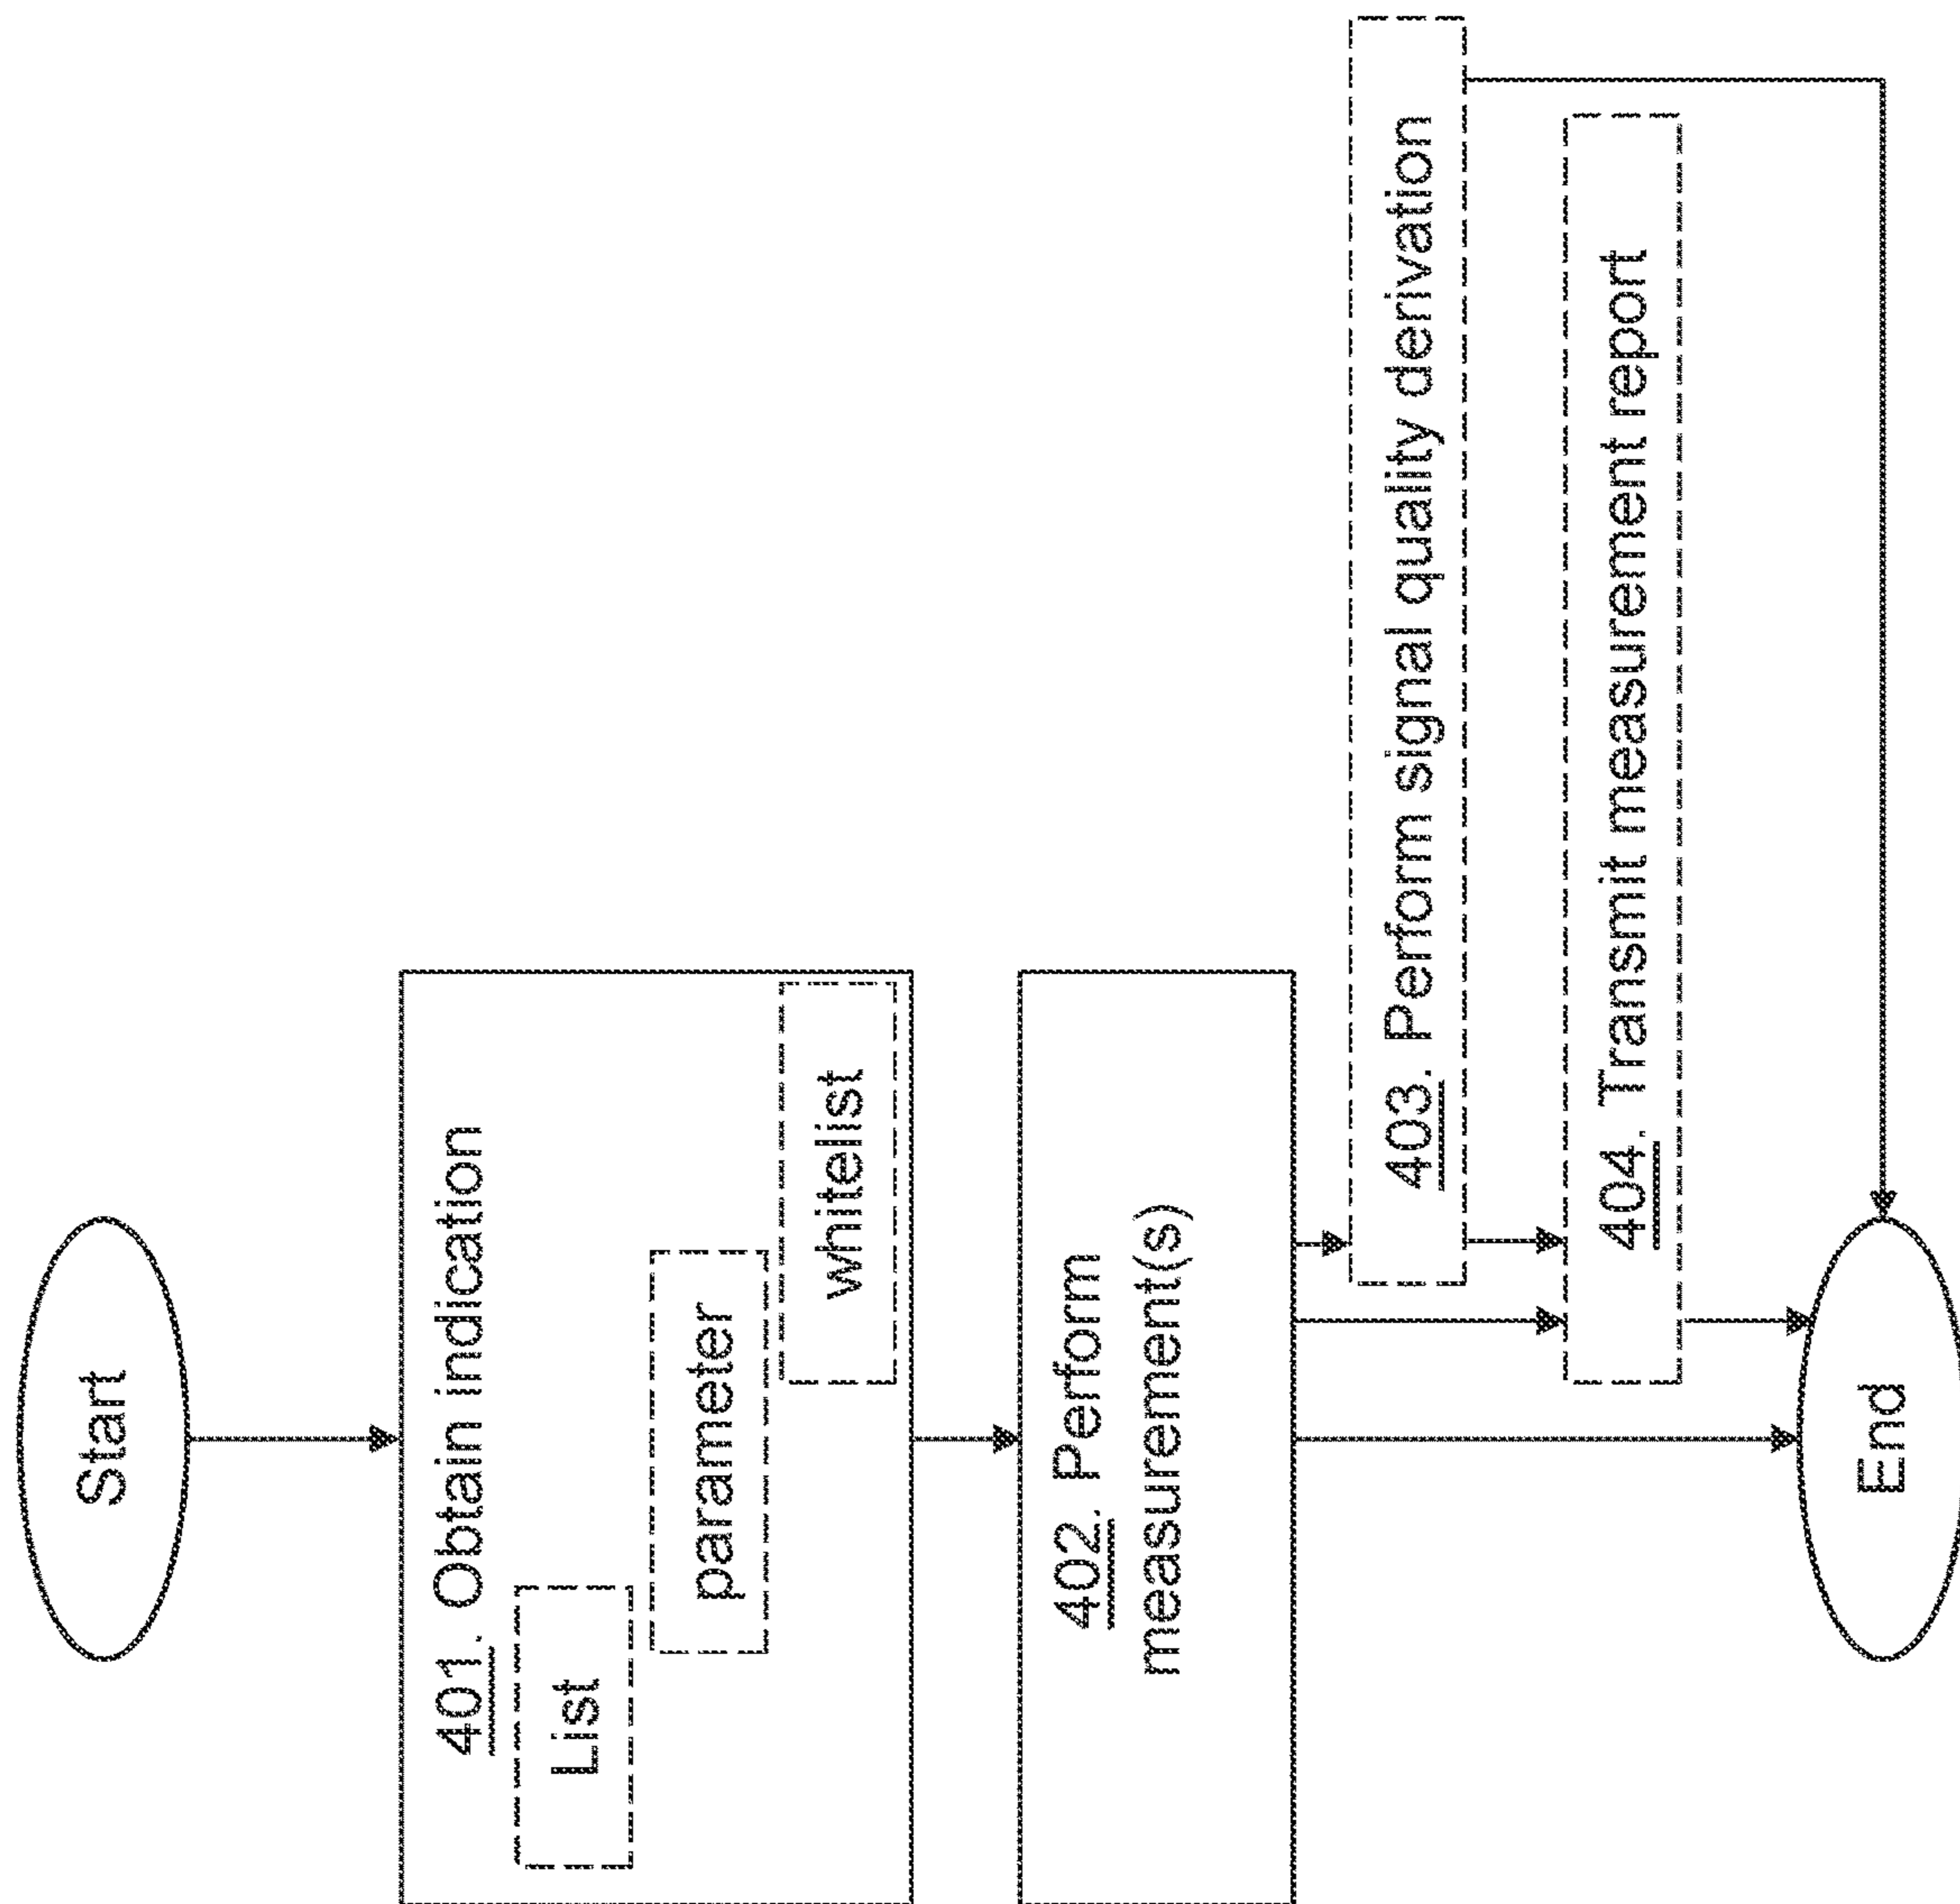 Start
401. Obtain indication
List
parameter
whitelist
402. Perform
measurement(s)
403. Perform signal quality derivation
404. Transmit measurement report
End